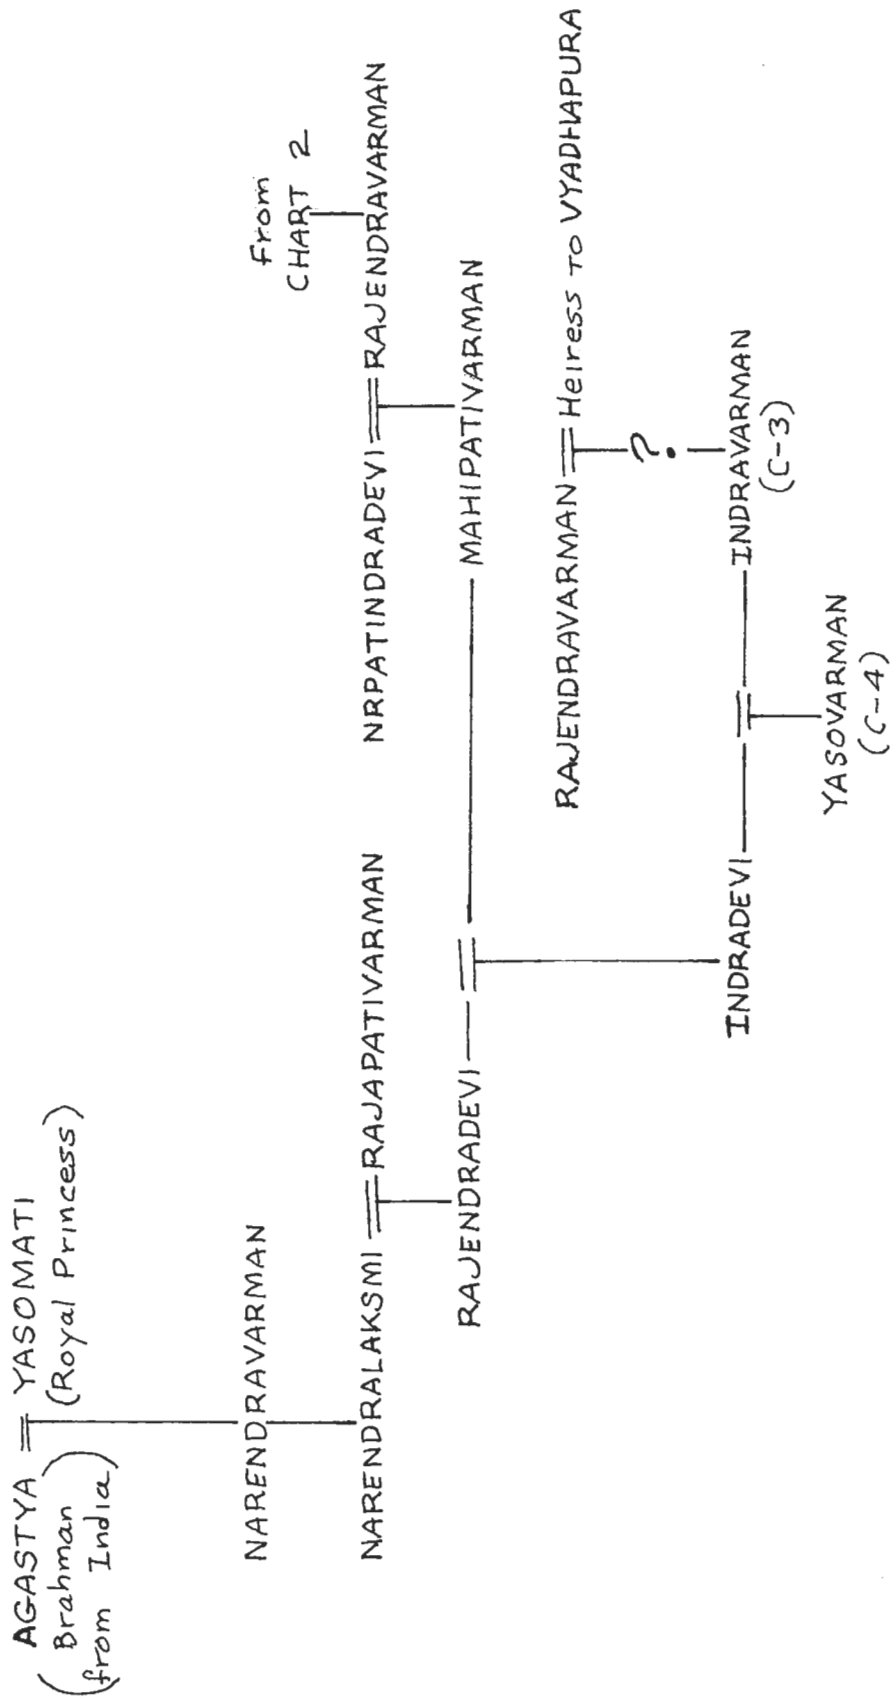 AGASTYA = YASOMATI
(Brahman from India) (Royal Princess)
From
CHART 2
NARENDRAVARMAN
NARENDRALAKSMI = RAJAPATIVARMAN
NRPATINDRADEVI = RAJENDRAVARMAN
RAJENDRADEVI = MAHIPATIVARMAN
RAJENDRAVARMAN = Heiress TO VYADHAPURA
?
INDRADEVI = INDRAVARMAN
(C-3)
YASOVARMAN
(C-4)